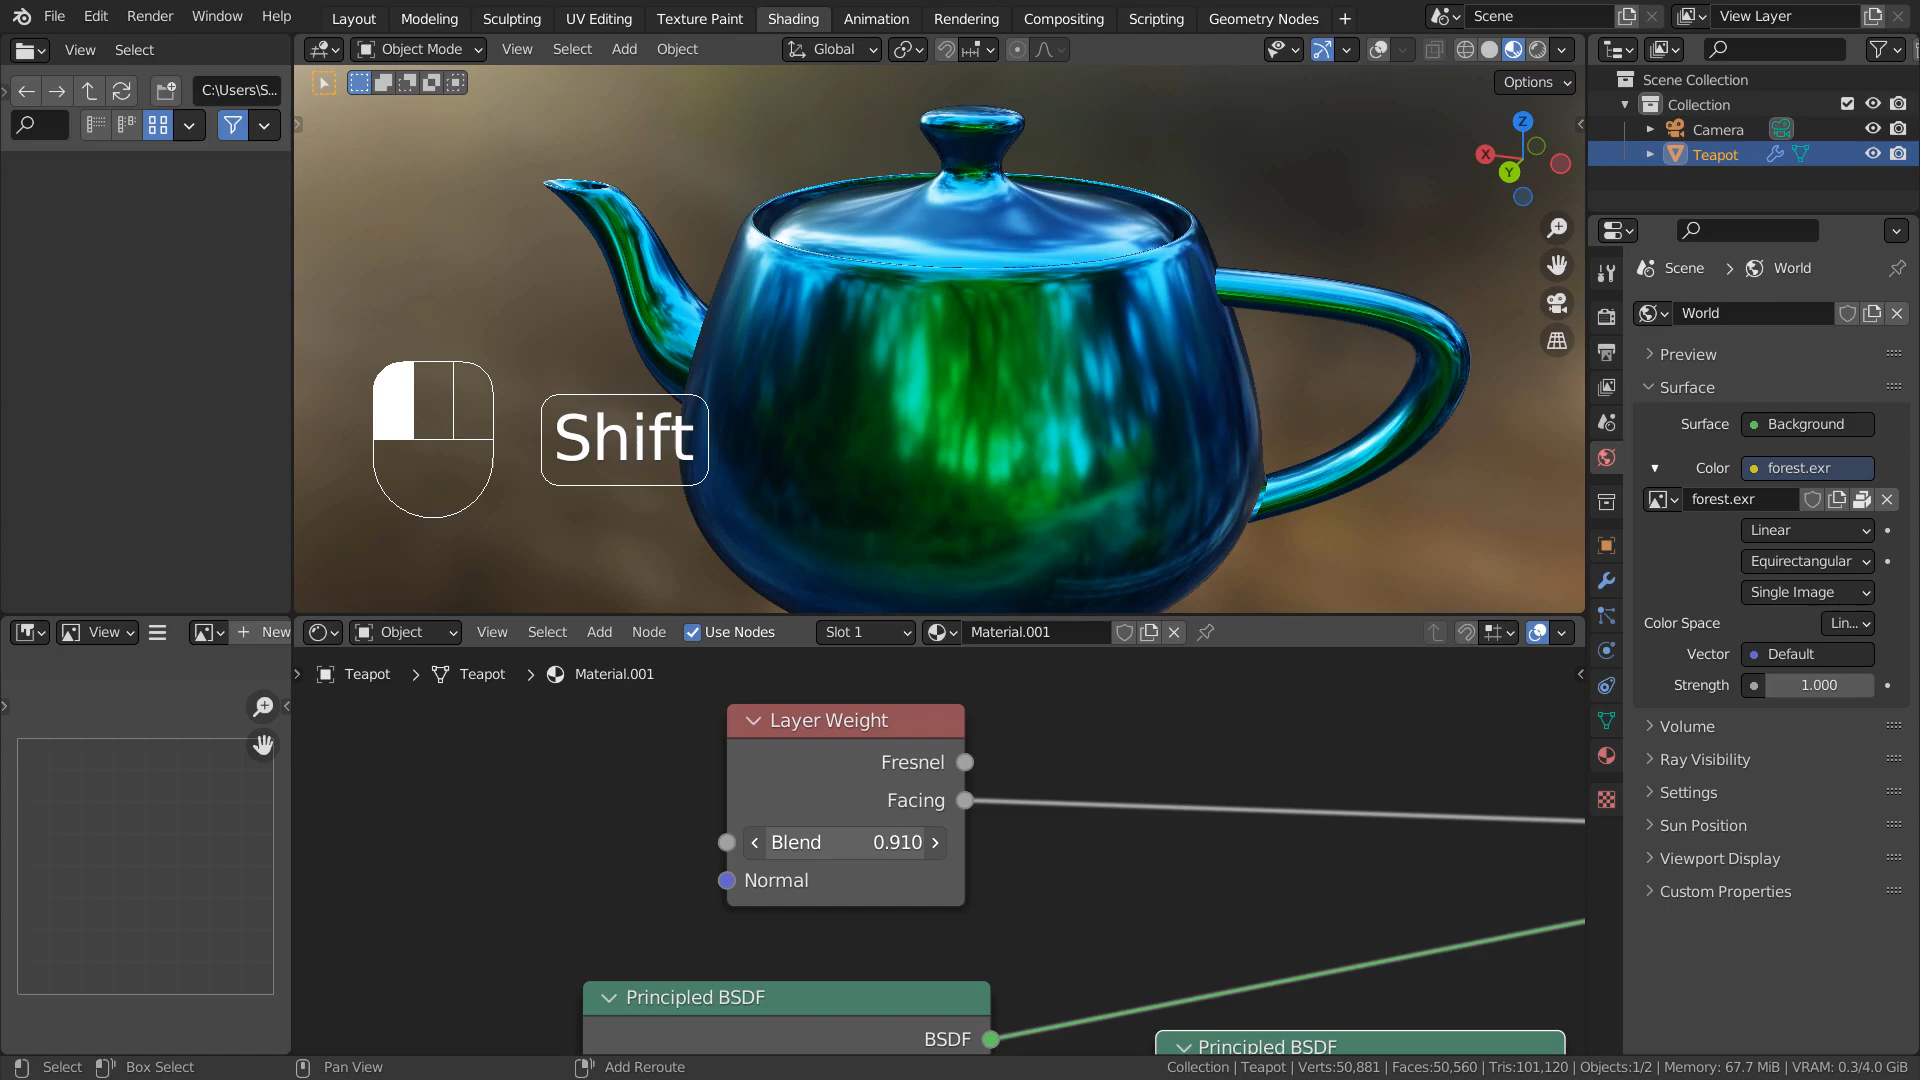 File Edit Render Window Help
Layout Modeling Sculpting UV Editing Texture Paint Shading Animation Rendering Compositing Scripting Geometry Nodes +
Scene
View Layer
View Select
Object Mode View Select Add Object
Global
C:\Users\S...
Options
Z
X
Y
Scene Collection
Collection
Camera
Teapot
Shift
Scene > World
World
Preview
Surface
Surface Background
Color forest.exr
forest.exr
Linear
Equirectangular
Single Image
Color Space Lin...
Vector Default
Strength 1.000
Volume
Ray Visibility
Settings
Sun Position
Viewport Display
Custom Properties
View
+ New
Object View Select Add Node Use Nodes Slot 1 Material.001
Teapot > Teapot > Material.001
Layer Weight
Fresnel
Facing
Blend 0.910
Normal
Principled BSDF
BSDF
Principled BSDF
Select Box Select Pan View Add Reroute
Collection | Teapot | Verts:50,881 | Faces:50,560 | Tris:101,120 | Objects:1/2 | Memory: 67.7 MiB | VRAM: 0.3/4.0 GiB